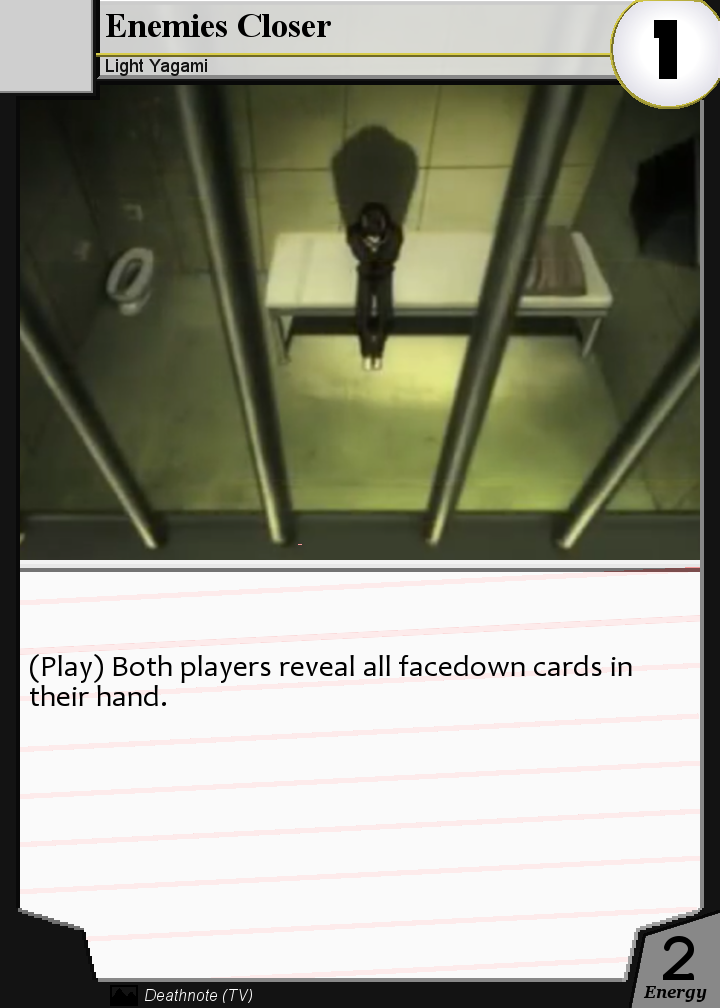 Enemies Closer
1
Light Yagami
(Play) Both players reveal all facedown cards in
their hand.
2
Energy
Deathnote (TV)